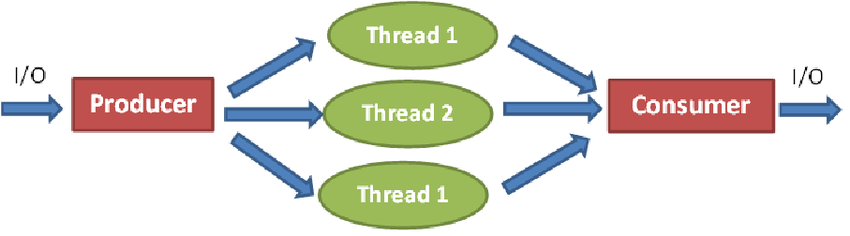 I/O
Producer
Thread 1
Thread 2
Thread 1
Consumer
I/O